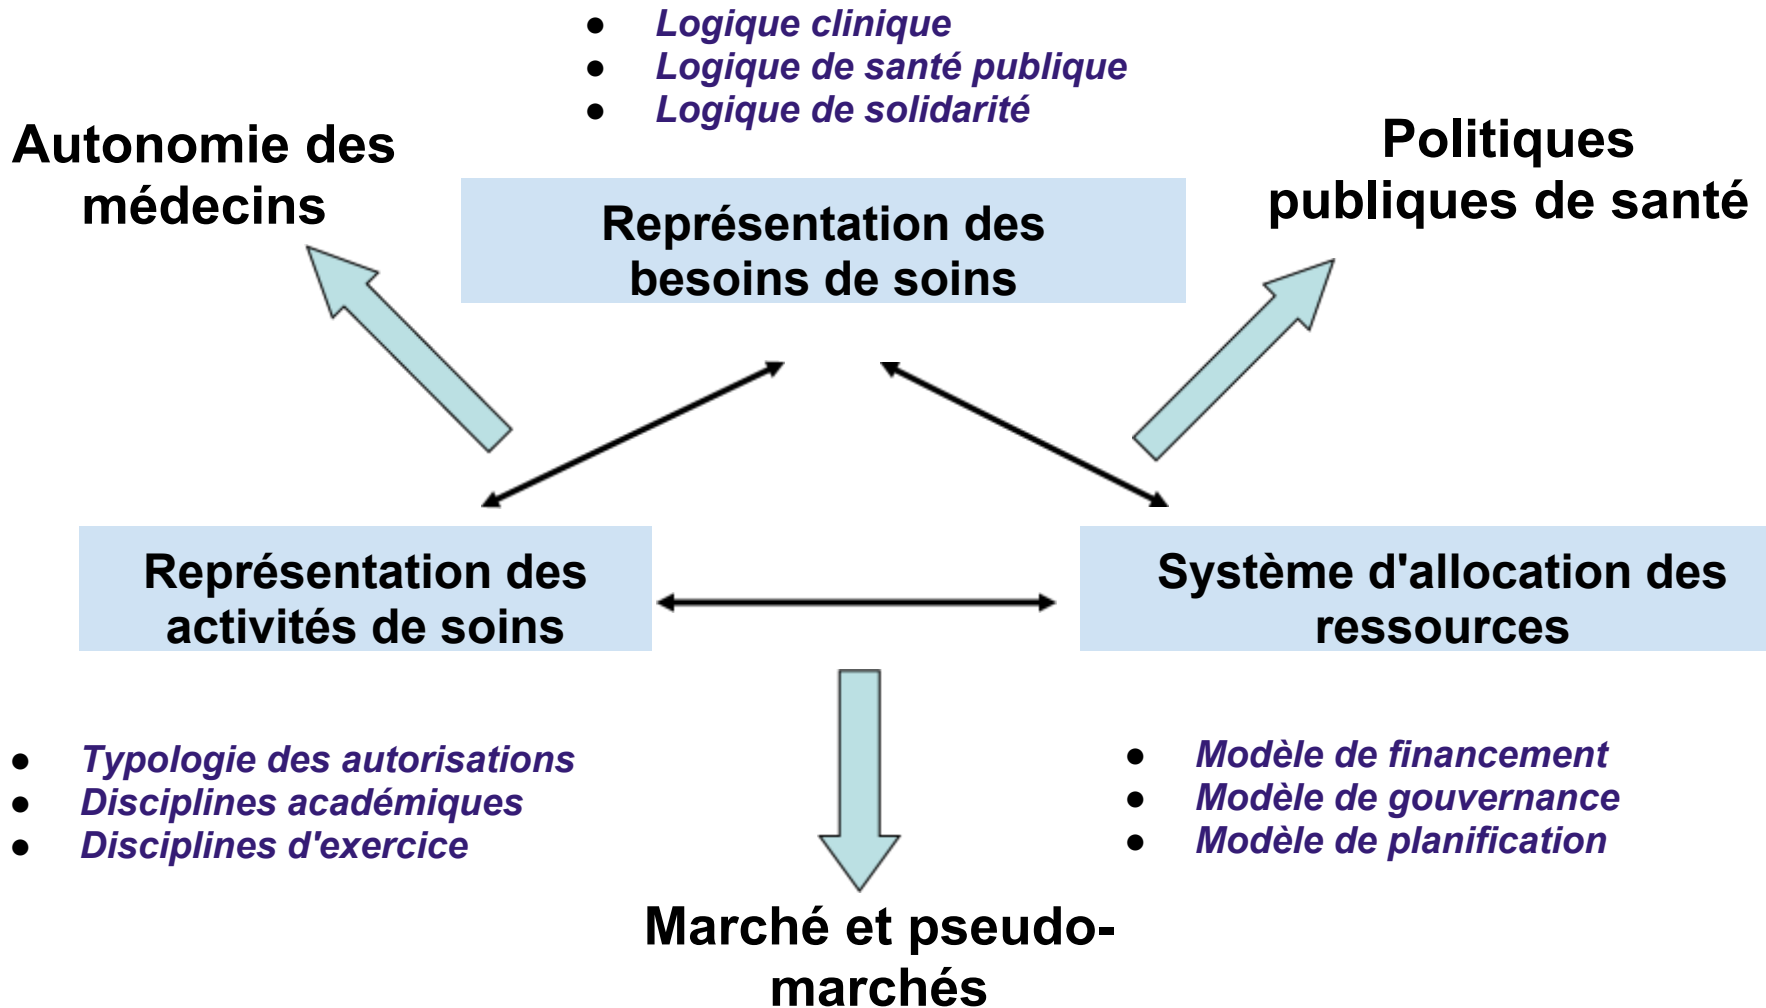 ● Logique clinique
● Logique de santé publique
● Logique de solidarité
Autonomie des
médecins
Politiques
publiques de santé
Représentation des
besoins de soins
Représentation des
activités de soins
Système d'allocation des
ressources
● Typologie des autorisations
● Disciplines académiques
● Disciplines d'exercice
● Modèle de financement
● Modèle de gouvernance
● Modèle de planification
Marché et pseudo-
marchés